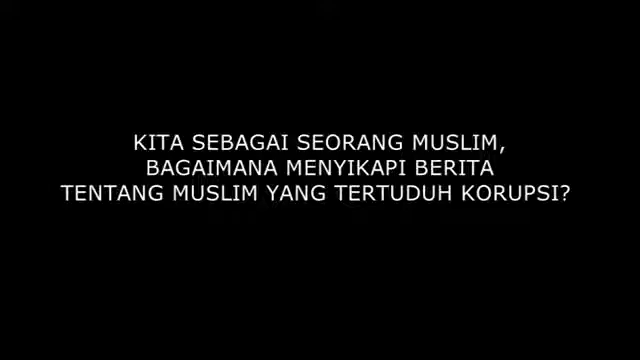 KITA SEBAGAI SEORANG MUSLIM,
BAGAIMANA MENYIKAPI BERITA
TENTANG MUSLIM YANG TERTUDUH KORUPSI?